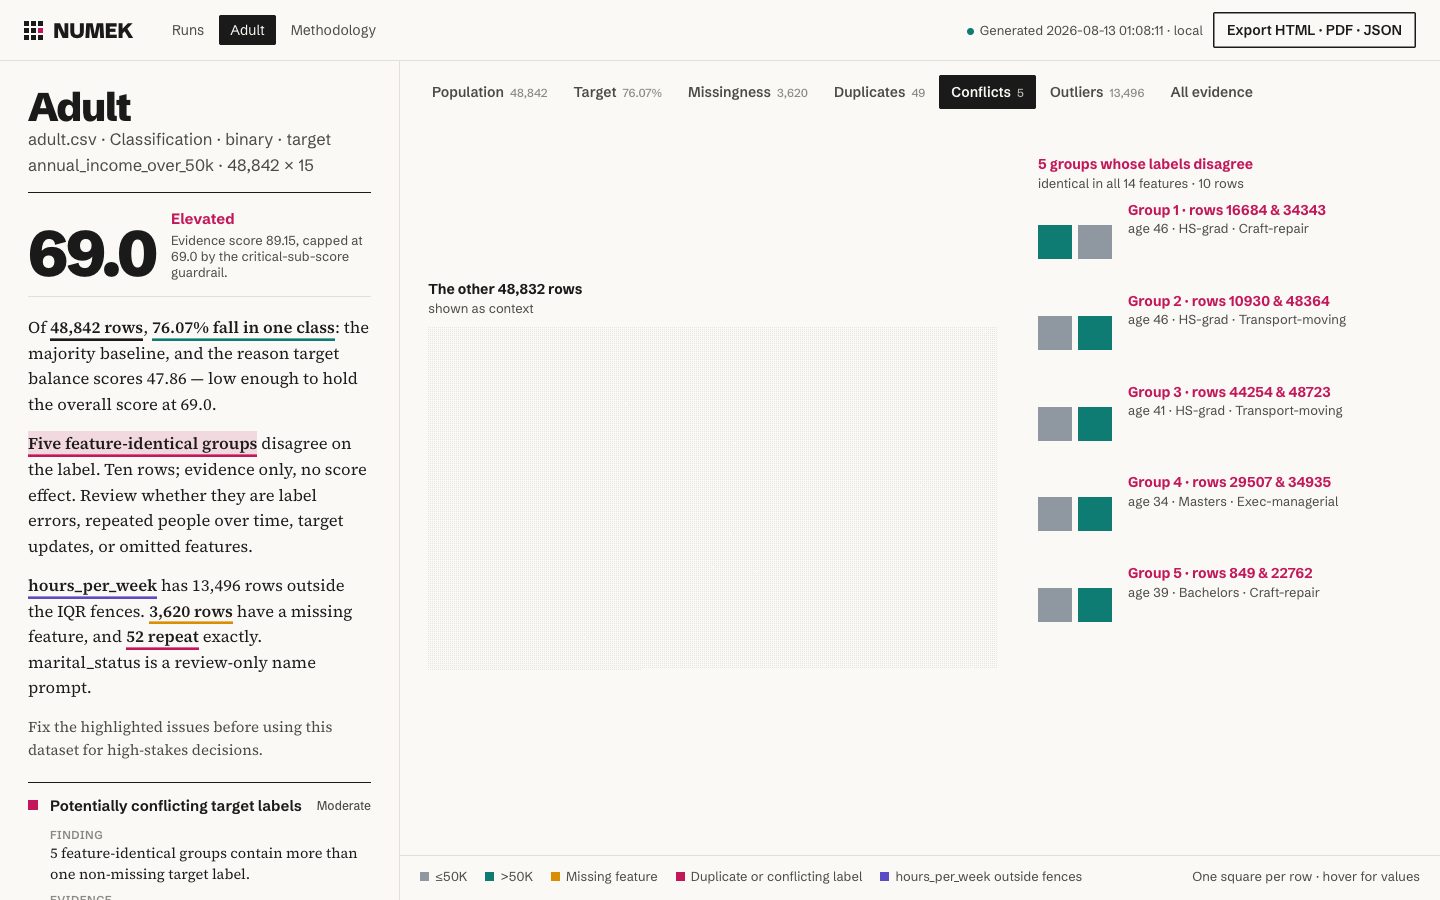 NUMEK
Runs
Adult
Methodology
Generated 2026-08-13 01:08:11 · local
Export HTML · PDF · JSON
Adult
adult.csv · Classification · binary · target
annual_income_over_50k · 48,842 × 15
69.0
Elevated
Evidence score 89.15, capped at
69.0 by the critical-sub-score
guardrail.
Of 48,842 rows, 76.07% fall in one class: the
majority baseline, and the reason target
balance scores 47.86 — low enough to hold
the overall score at 69.0.
Five feature-identical groups disagree on
the label. Ten rows; evidence only, no score
effect. Review whether they are label
errors, repeated people over time, target
updates, or omitted features.
hours_per_week has 13,496 rows outside
the IQR fences. 3,620 rows have a missing
feature, and 52 repeat exactly.
marital_status is a review-only name
prompt.
Fix the highlighted issues before using this
dataset for high-stakes decisions.
Potentially conflicting target labels Moderate
FINDING
5 feature-identical groups contain more than
one non-missing target label.
EVIDENCE
Population 48,842
Target 76.07%
Missingness 3,620
Duplicates 49
Conflicts 5
Outliers 13,496
All evidence
The other 48,832 rows
shown as context
5 groups whose labels disagree
identical in all 14 features · 10 rows
Group 1 · rows 16684 & 34343
age 46 · HS-grad · Craft-repair
Group 2 · rows 10930 & 48364
age 46 · HS-grad · Transport-moving
Group 3 · rows 44254 & 48723
age 41 · HS-grad · Transport-moving
Group 4 · rows 29507 & 34935
age 34 · Masters · Exec-managerial
Group 5 · rows 849 & 22762
age 39 · Bachelors · Craft-repair
≤50K
>50K
Missing feature
Duplicate or conflicting label
hours_per_week outside fences
One square per row · hover for values